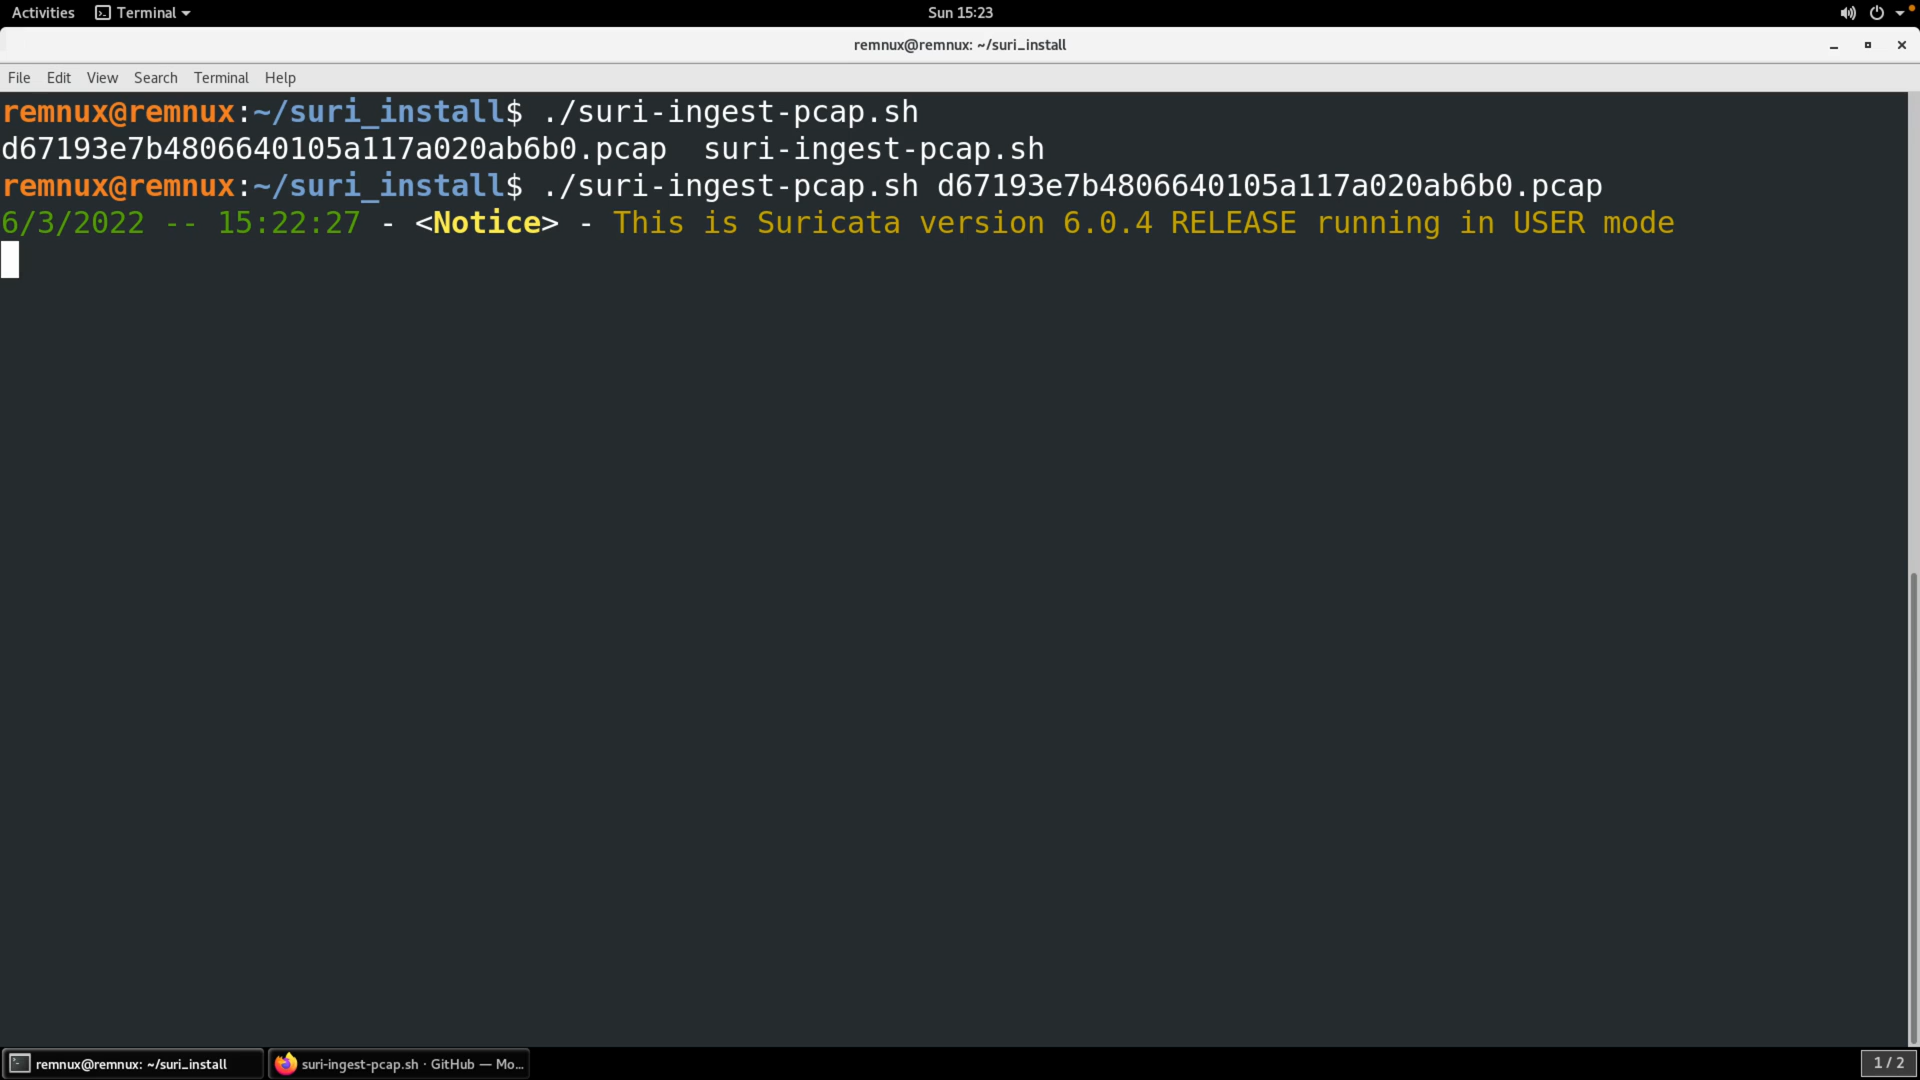 Activities Terminal Sun 15:23
remnux@remnux: ~/suri_install
File Edit View Search Terminal Help
remnux@remnux:~/suri_install$ ./suri-ingest-pcap.sh
d67193e7b4806640105a117a020ab6b0.pcap  suri-ingest-pcap.sh
remnux@remnux:~/suri_install$ ./suri-ingest-pcap.sh d67193e7b4806640105a117a020ab6b0.pcap
6/3/2022 -- 15:22:27 - <Notice> - This is Suricata version 6.0.4 RELEASE running in USER mode
remnux@remnux: ~/suri_install suri-ingest-pcap.sh · GitHub — Mo... 1 / 2